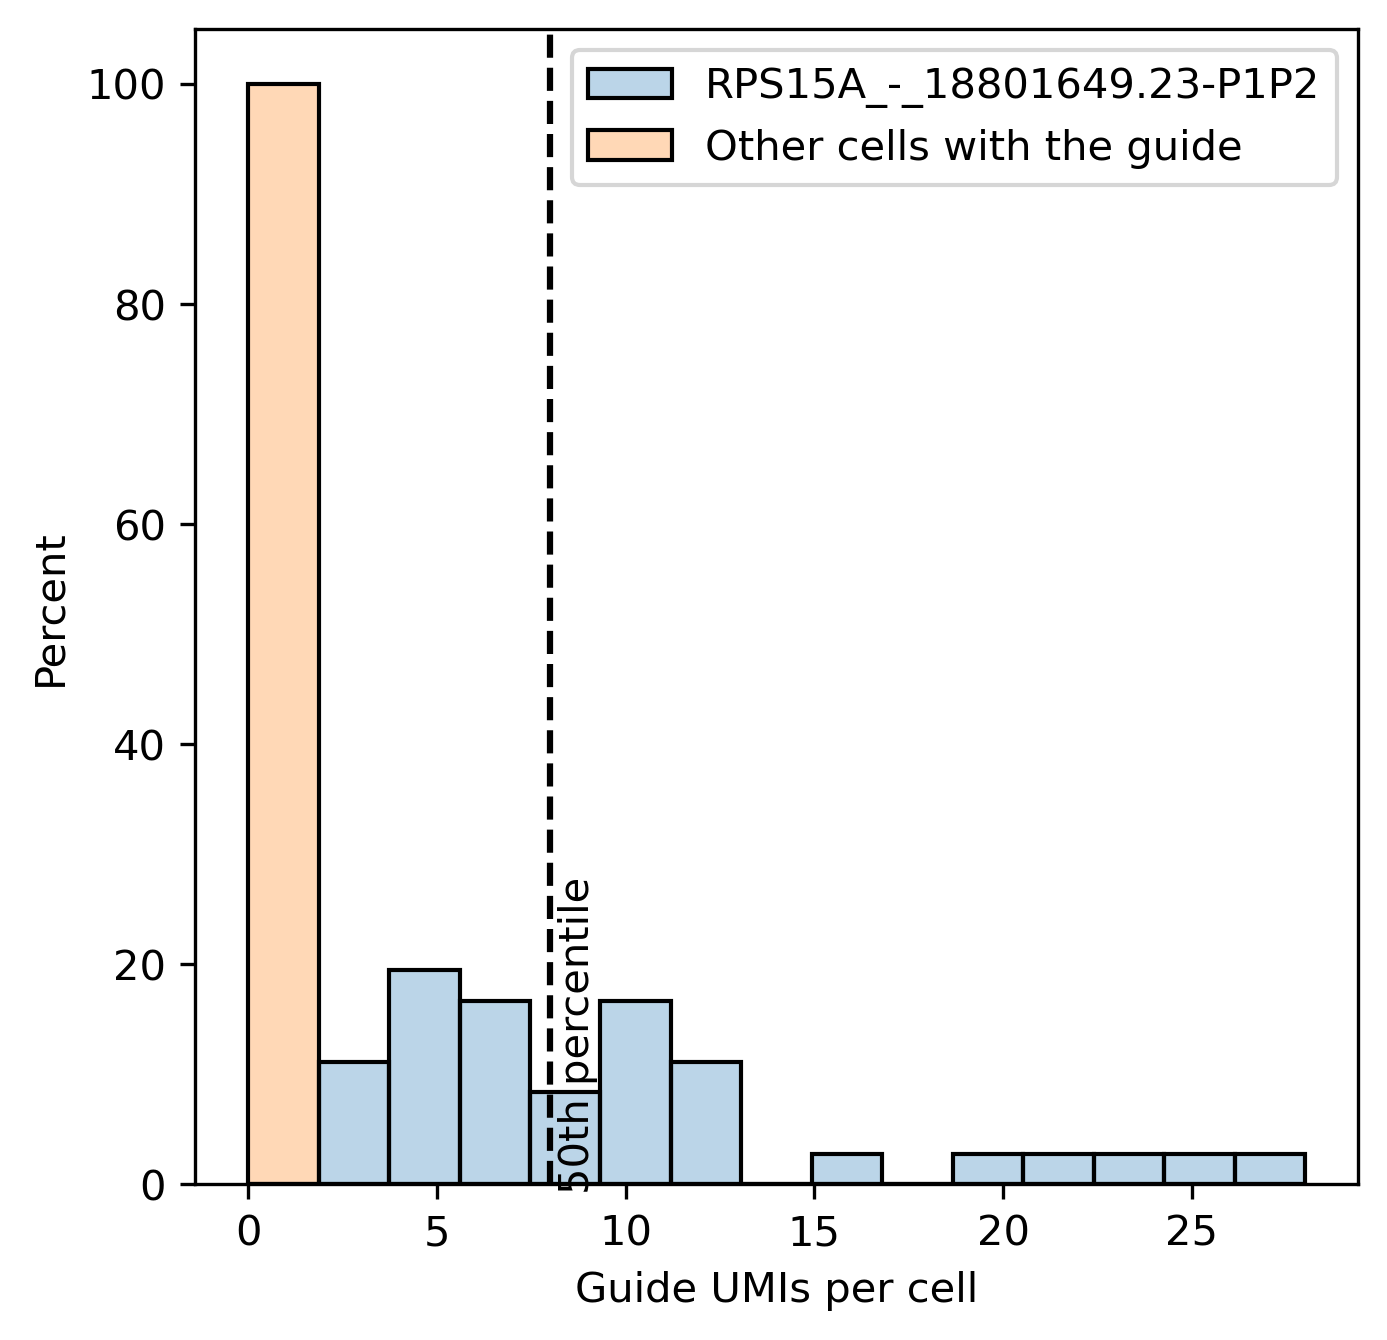 RPS15A_-_18801649.23-P1P2
Other cells with the guide
100
80
60
40
20
0
Percent
50th percentile
0 5 10 15 20 25
Guide UMIs per cell